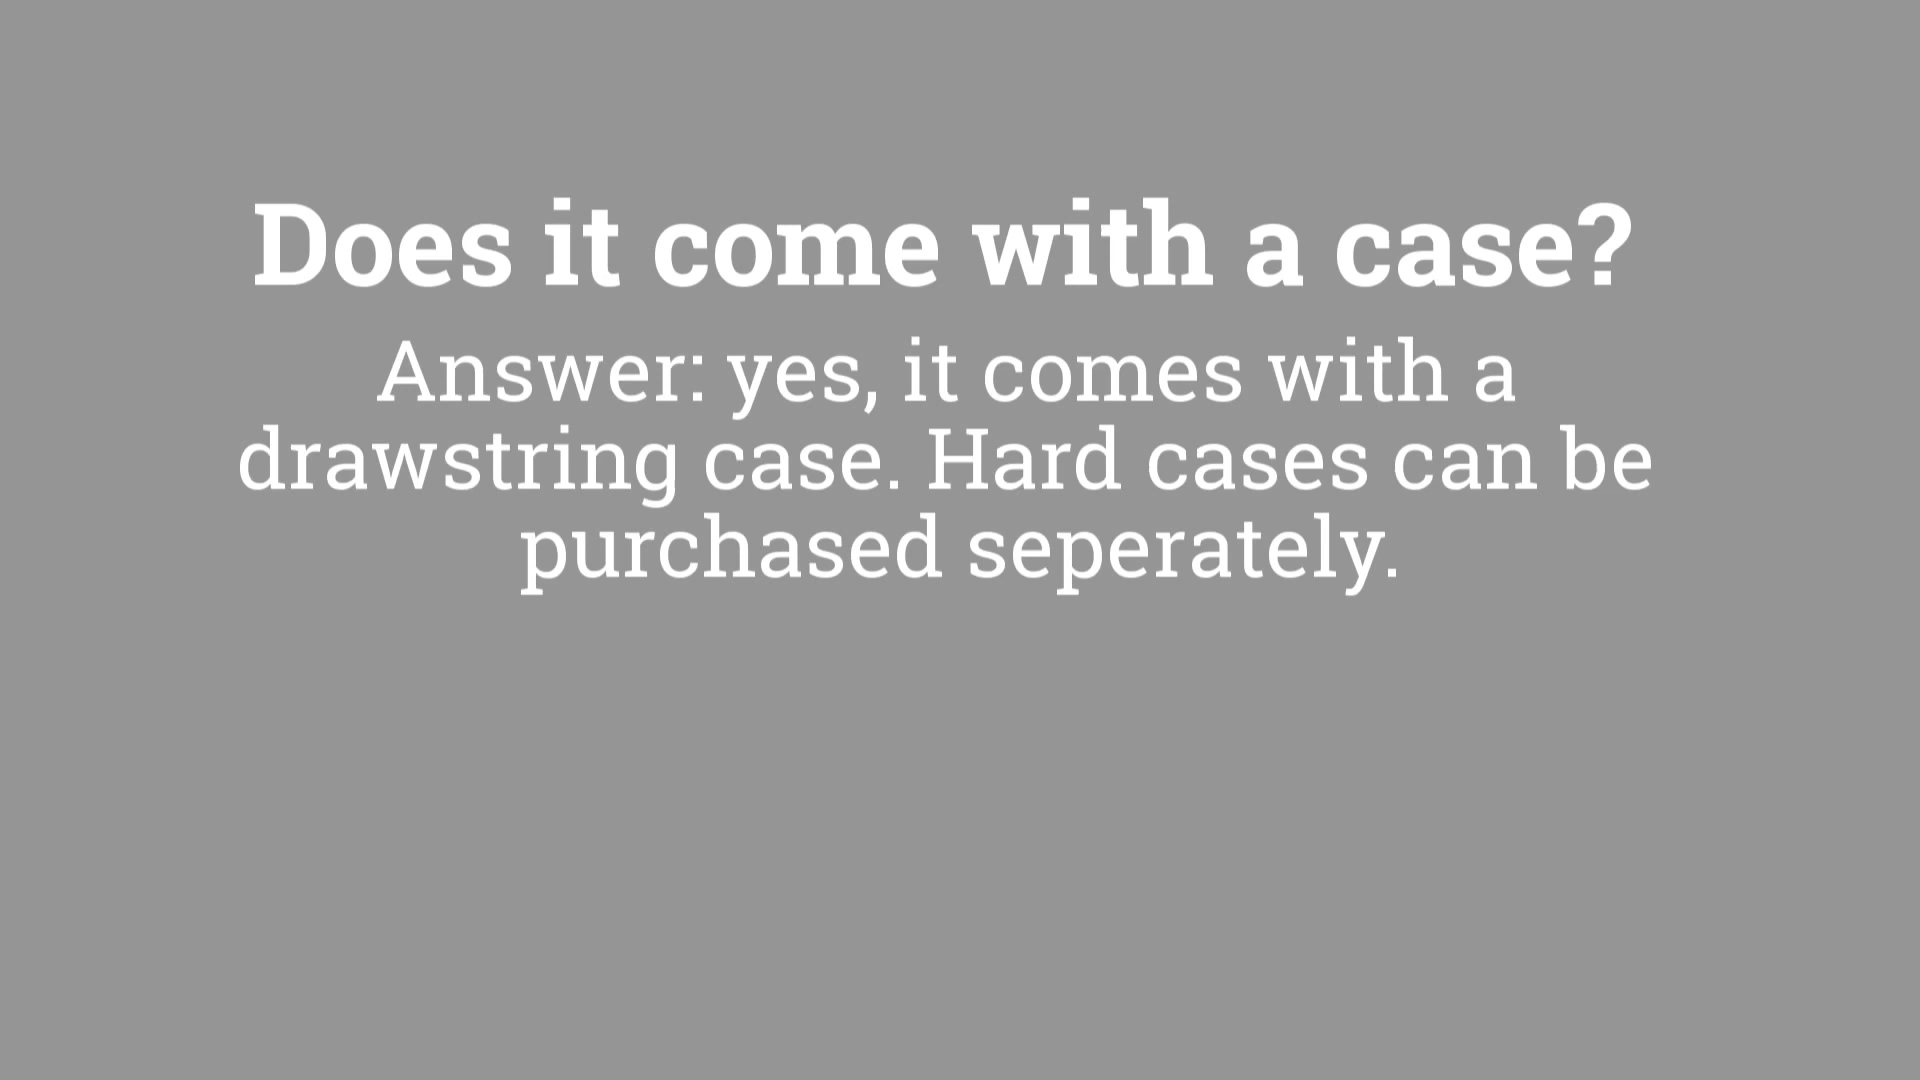 Does it come with a case?
Answer: yes, it comes with a
drawstring case. Hard cases can be
purchased seperately.